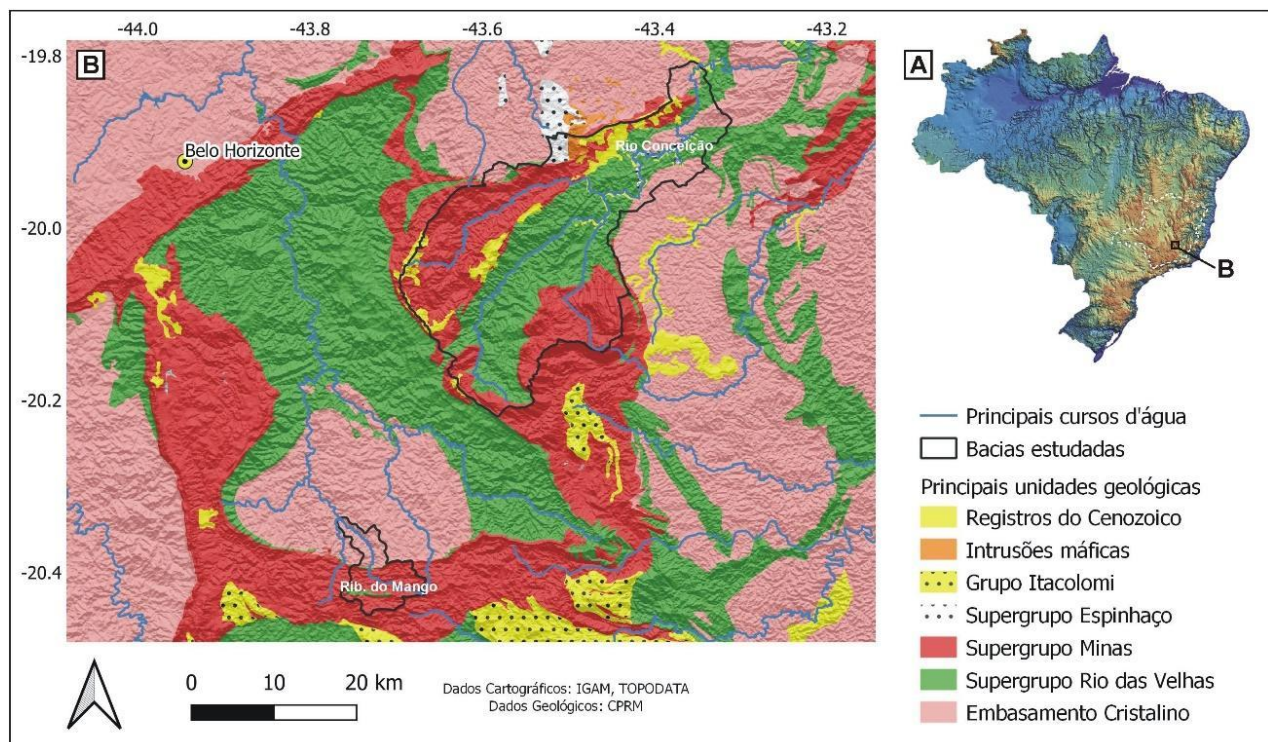 -44.0 -43.8 -43.6 -43.4 -43.2
-19.8
-20.0
-20.2
-20.4
B
Belo Horizonte
Rio Conceição
Rib. do Mango
0 10 20 km
Dados Cartográficos: IGAM, TOPODATA
Dados Geológicos: CPRM
A
B
Principais cursos d'água
Bacias estudadas
Principais unidades geológicas
Registros do Cenozoico
Intrusões máficas
Grupo Itacolomi
Supergrupo Espinhaço
Supergrupo Minas
Supergrupo Rio das Velhas
Embasamento Cristalino